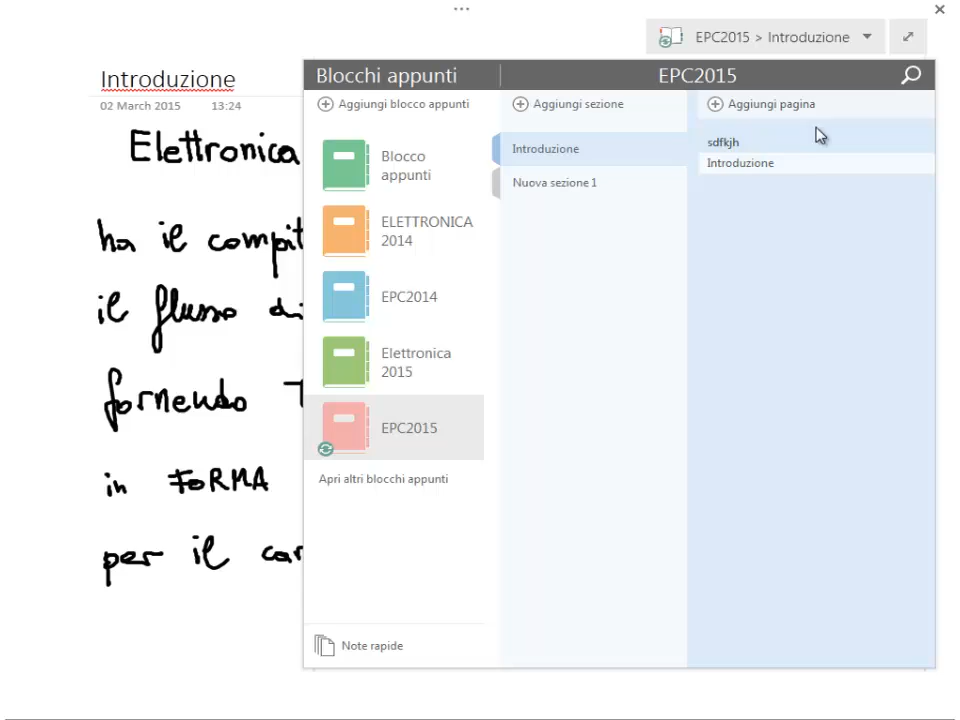 EPC2015 > Introduzione
Introduzione
02 March 2015 13:24
Elettronica
ha il compit
il flusso di
fornendo T
in FORMA
per il car
Blocchi appunti
EPC2015
Aggiungi blocco appunti
Blocco
appunti
ELETTRONICA
2014
EPC2014
Elettronica
2015
EPC2015
Apri altri blocchi appunti
Note rapide
Aggiungi sezione
Introduzione
Nuova sezione 1
Aggiungi pagina
sdfkjh
Introduzione